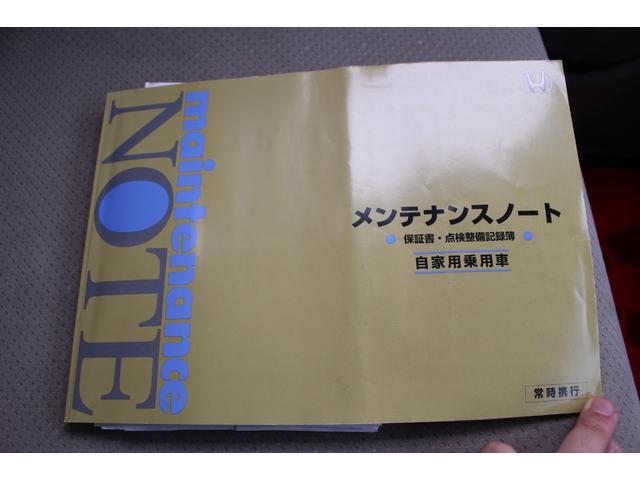 maintenance
NOTE
メンテナンスノート
保証書・点検整備記録簿
自家用乗用車
常時携行